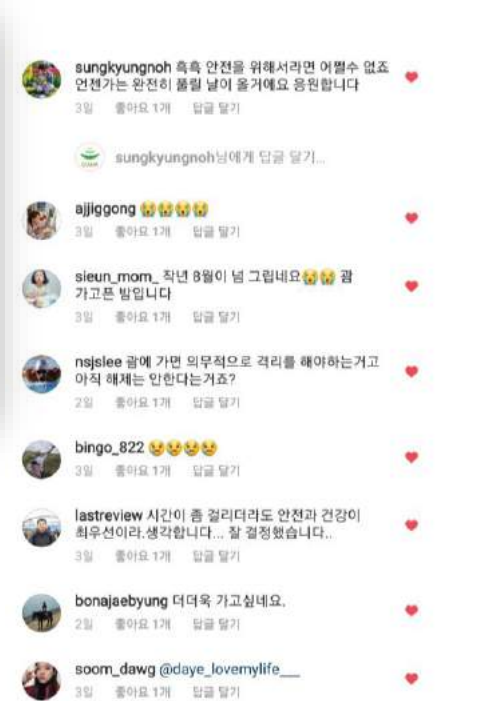 sungkyungnoh 흑흑 안전을 위해서라면 어쩔수 없죠
언젠가는 완전히 풀릴 날이 올거예요 응원합니다
3일 좋아요 1개 답글 달기
sungkyungnoh님에게 답글 달기...
ajjiggong 😭😭😭😭
3일 좋아요 1개 답글 달기
sieun_mom_ 작년 8월이 넘 그립네요😭😭 괌
가고픈 밤입니다
3일 좋아요 1개 답글 달기
nsjslee 괌에 가면 의무적으로 격리를 해야하는거고
아직 해제는 안한다는거죠?
2일 좋아요 1개 답글 달기
bingo_822 😢😢😢😢
3일 좋아요 1개 답글 달기
lastreview 시간이 좀 걸리더라도 안전과 건강이
최우선이라.생각합니다... 잘 결정했습니다..
3일 좋아요 1개 답글 달기
bonajaebyung 더더욱 가고싶네요.
2일 좋아요 1개 답글 달기
soom_dawg @daye_lovemylife___
3일 좋아요 1개 답글 달기